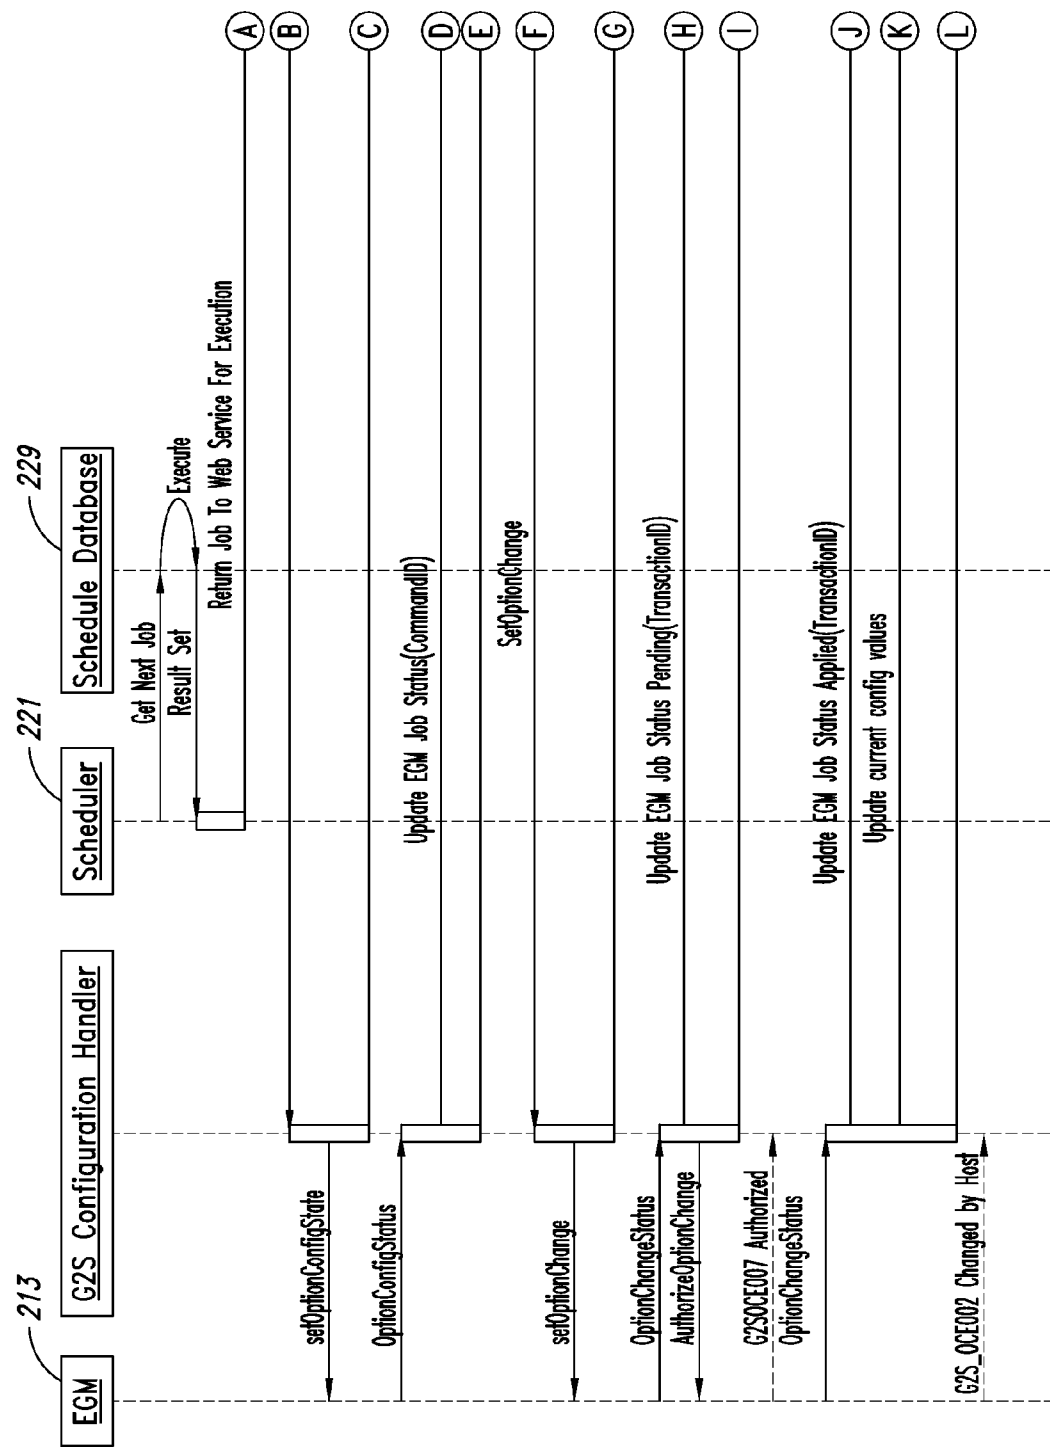 213
EGM
G2S Configuration Handler
221
Scheduler
229
Schedule Database
Get Next Job
Execute
Result Set
Return Job To Web Service For Execution
A
B
setOptionConfigState
C
OptionConfigStatus
Update EGM Job Status(CommandID)
D
E
SetOptionChange
F
setOptionChange
G
OptionChangeStatus
Update EGM Job Status Pending(TransactionID)
H
AuthorizeOptionChange
I
G2SOCE007 Authorized
OptionChangeStatus
Update EGM Job Status Applied(TransactionID)
J
Update current config values
K
L
G2S_OCE002 Changed by Host